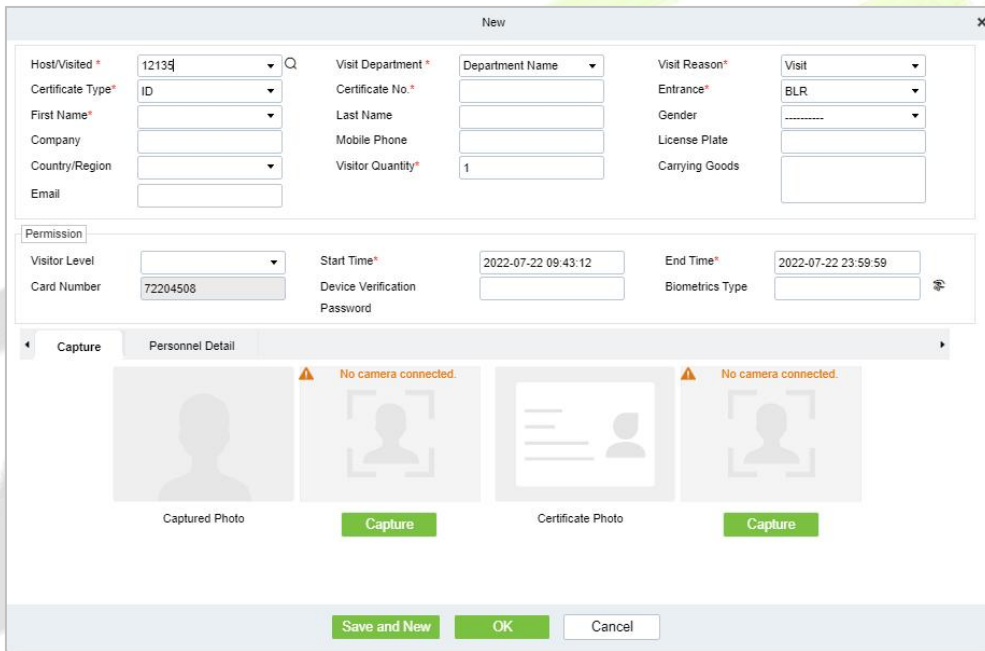 New ×
Host/Visited * 12135 Visit Department * Department Name Visit Reason* Visit
Certificate Type* ID Certificate No.* Entrance* BLR
First Name* Last Name Gender ----------
Company Mobile Phone License Plate
Country/Region Visitor Quantity* 1 Carrying Goods
Email
Permission
Visitor Level Start Time* 2022-07-22 09:43:12 End Time* 2022-07-22 23:59:59
Card Number 72204508 Device Verification Biometrics Type
Password
Capture Personnel Detail
No camera connected. No camera connected.
Captured Photo Capture Certificate Photo Capture
Save and New OK Cancel